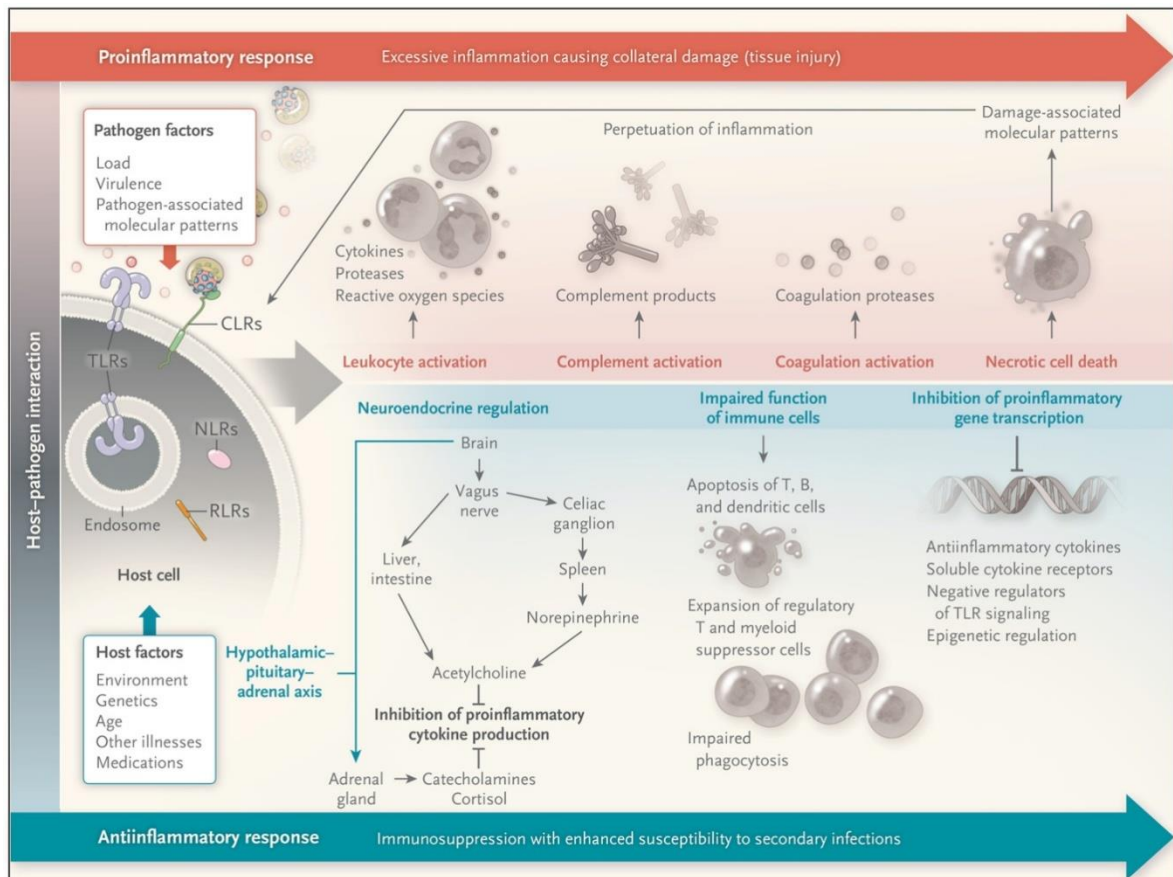 Proinflammatory response
Excessive inflammation causing collateral damage (tissue injury)
Host–pathogen interaction
Pathogen factors
Load
Virulence
Pathogen-associated
molecular patterns
CLRs
TLRs
NLRs
RLRs
Endosome
Host cell
Host factors
Environment
Genetics
Age
Other illnesses
Medications
Perpetuation of inflammation
Damage-associated
molecular patterns
Cytokines
Proteases
Reactive oxygen species
Complement products
Coagulation proteases
Leukocyte activation
Complement activation
Coagulation activation
Necrotic cell death
Neuroendocrine regulation
Brain
Vagus
nerve
Celiac
ganglion
Liver,
intestine
Spleen
Norepinephrine
Hypothalamic–
pituitary–
adrenal axis
Acetylcholine
Inhibition of proinflammatory
cytokine production
Adrenal
gland
Catecholamines
Cortisol
Impaired function
of immune cells
Apoptosis of T, B,
and dendritic cells
Expansion of regulatory
T and myeloid
suppressor cells
Impaired
phagocytosis
Inhibition of proinflammatory
gene transcription
Antiinflammatory cytokines
Soluble cytokine receptors
Negative regulators
of TLR signaling
Epigenetic regulation
Antiinflammatory response
Immunosuppression with enhanced susceptibility to secondary infections